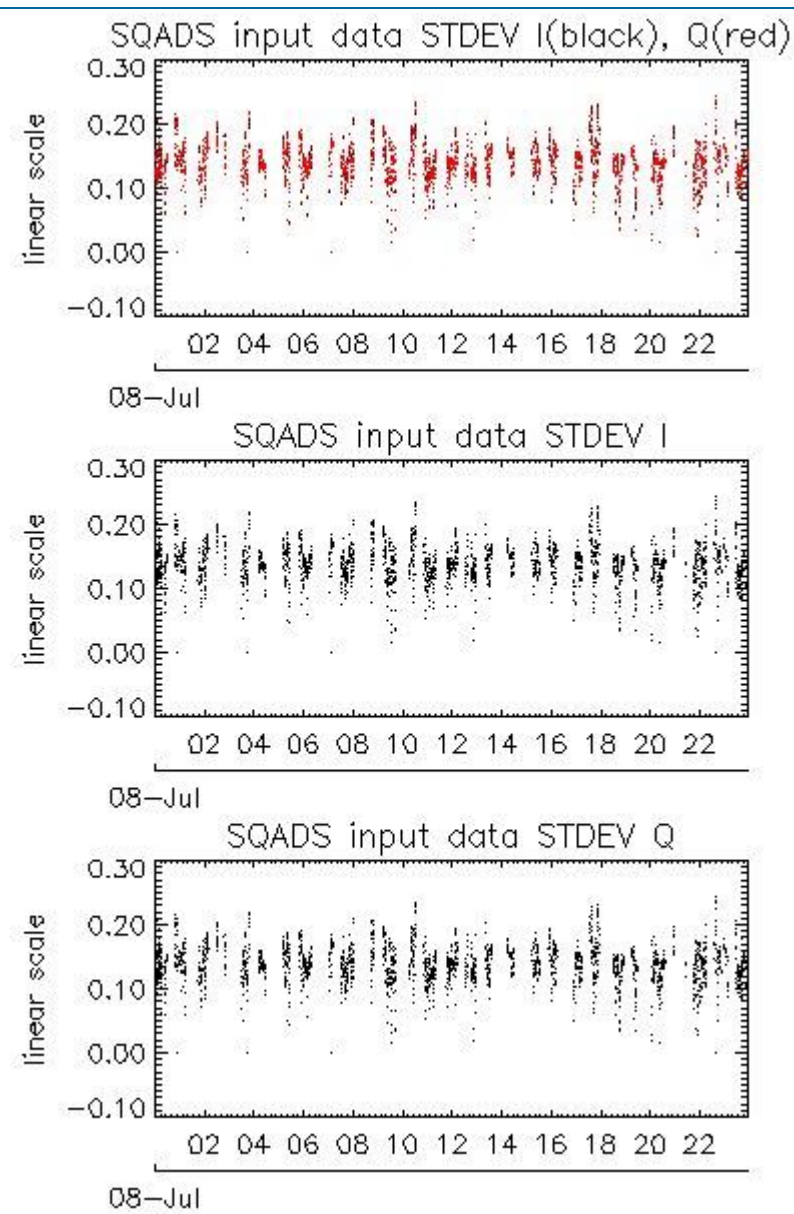 SQADS input data STDEV I(black), Q(red)
0.30
0.20
0.10
0.00
−0.10
linear scale
02 04 06 08 10 12 14 16 18 20 22
08−Jul
SQADS input data STDEV I
0.30
0.20
0.10
0.00
−0.10
linear scale
02 04 06 08 10 12 14 16 18 20 22
08−Jul
SQADS input data STDEV Q
0.30
0.20
0.10
0.00
−0.10
linear scale
02 04 06 08 10 12 14 16 18 20 22
08−Jul